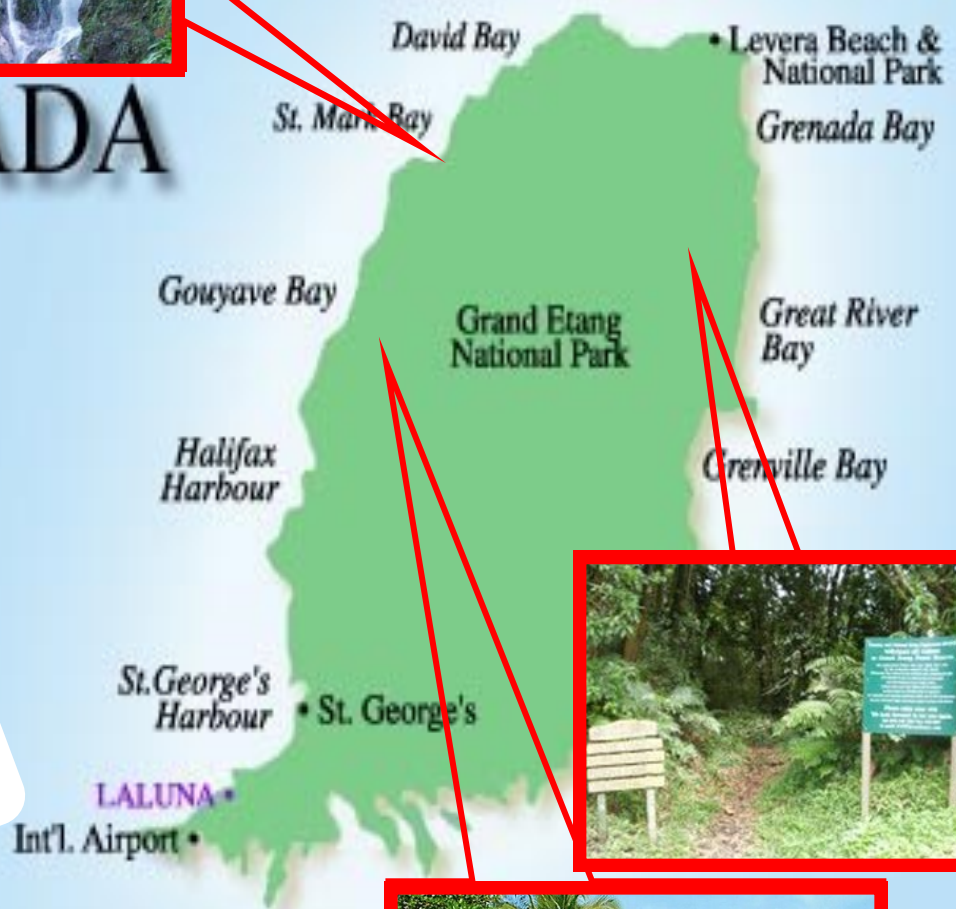 David Bay
• Levera Beach &
National Park
ADA
St. Mark Bay
Grenada Bay
Gouyave Bay
Grand Etang
National Park
Great River
Bay
Halifax
Harbour
Grenville Bay
St.George's
Harbour
• St. George's
LALUNA •
Int'l. Airport •